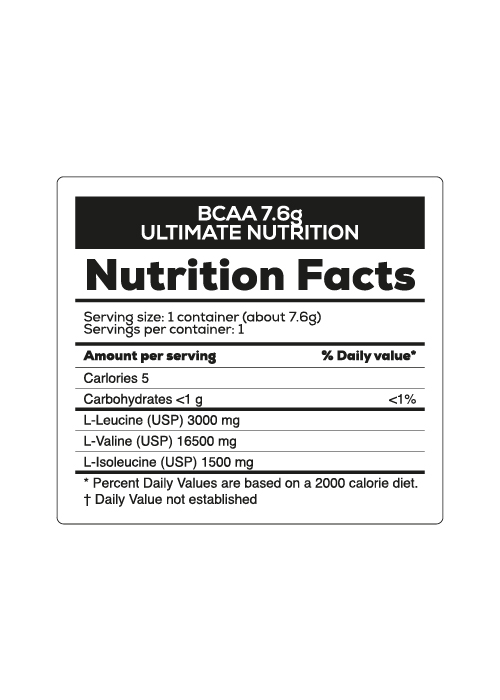 BCAA 7.6g
ULTIMATE NUTRITION
Nutrition Facts
Serving size: 1 container (about 7.6g)
Servings per container: 1
Amount per serving % Daily value*
Carlories 5
Carbohydrates <1 g <1%
L-Leucine (USP) 3000 mg
L-Valine (USP) 16500 mg
L-Isoleucine (USP) 1500 mg
* Percent Daily Values are based on a 2000 calorie diet.
† Daily Value not established